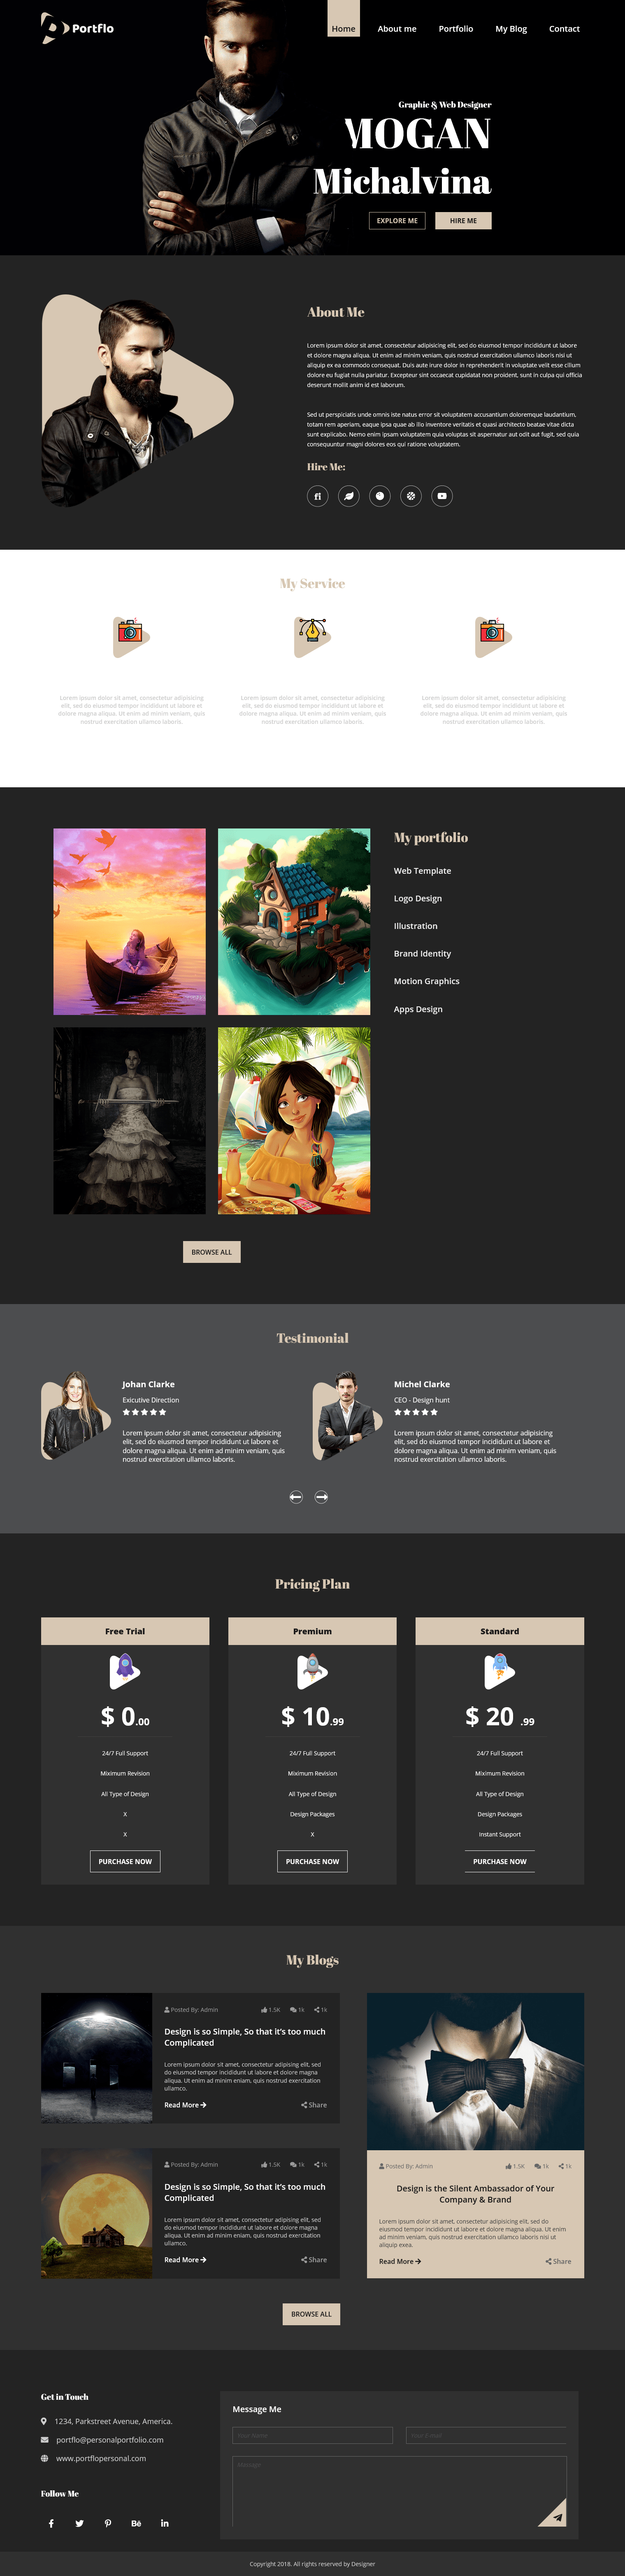 Portflo
Home
About me
Portfolio
My Blog
Contact
Graphic & Web Designer
MOGAN
Michalvina
EXPLORE ME
HIRE ME
About Me
Lorem ipsum dolor sit amet, consectetur adipisicing elit, sed do eiusmod tempor incididunt ut labore
et dolore magna aliqua. Ut enim ad minim veniam, quis nostrud exercitation ullamco laboris nisi ut
aliquip ex ea commodo consequat. Duis aute irure dolor in reprehenderit in voluptate velit esse cillum
dolore eu fugiat nulla pariatur. Excepteur sint occaecat cupidatat non proident, sunt in culpa qui officia
deserunt mollit anim id est laborum.
Sed ut perspiciatis unde omnis iste natus error sit voluptatem accusantium doloremque laudantium,
totam rem aperiam, eaque ipsa quae ab illo inventore veritatis et quasi architecto beatae vitae dicta
sunt explicabo. Nemo enim ipsam voluptatem quia voluptas sit aspernatur aut odit aut fugit, sed quia
consequuntur magni dolores eos qui ratione voluptatem.
Hire Me:
My Service
Lorem ipsum dolor sit amet, consectetur adipisicing
elit, sed do eiusmod tempor incididunt ut labore et
dolore magna aliqua. Ut enim ad minim veniam, quis
nostrud exercitation ullamco laboris.
Lorem ipsum dolor sit amet, consectetur adipisicing
elit, sed do eiusmod tempor incididunt ut labore et
dolore magna aliqua. Ut enim ad minim veniant, quis
nostrud exercitation ullamco laboris.
Lorem ipsum dolor sit amet, consectetur adipisicing
elit, sed do eiusmod tempor incididunt ut labore et
dolore magna aliqua. Ut enim ad minim veniam, quis
nostrud exercitation ullamco laboris.
My portfolio
Web Template
Logo Design
Illustration
Brand Identity
Motion Graphics
Apps Design
BROWSE ALL
Testimonial
Johan Clarke
Exicutive Direction
Lorem ipsum dolor sit amet, consectetur adipisicing
elit, sed do eiusmod tempor incididunt ut labore et
dolore magna aliqua. Ut enim ad minim veniam, quis
nostrud exercitation ullamco laboris.
Michel Clarke
CEO - Design hunt
Lorem ipsum dolor sit amet, consectetur adipisicing
elit, sed do eiusmod tempor incididunt ut labore et
dolore magna aliqua. Ut enim ad minim veniam, quis
nostrud exercitation ullamco laboris.
Pricing Plan
Free Trial
$ 0.00
24/7 Full Support
Miximum Revision
All Type of Design
X
X
PURCHASE NOW
Premium
$ 10.99
24/7 Full Support
Miximum Revision
All Type of Design
Design Packages
X
PURCHASE NOW
Standard
$ 20 .99
24/7 Full Support
Miximum Revision
All Type of Design
Design Packages
Instant Support
PURCHASE NOW
My Blogs
Posted By: Admin 1.5K 1k 1k
Design is so Simple, So that it's too much
Complicated
Lorem ipsum dolor sit amet, consectetur adipising elit, sed
do eiusmod tempor incididunt ut labore et dolore magna
aliqua. Ut enim ad minim eniam, quis nostrud exercitation
ullamco.
Read More
Share
Posted By: Admin 1.5K 1k 1k
Design is so Simple, So that it's too much
Complicated
Lorem ipsum dolor sit amet, consectetur adipising elit, sed
do eiusmod tempor incididunt ut labore et dolore magna
aliqua. Ut enim ad minim eniam, quis nostrud exercitation
ullamco.
Read More
Share
Posted By: Admin 1.5K 1k 1k
Design is the Silent Ambassador of Your
Company & Brand
Lorem ipsum dolor sit amet, consectetur adipisicing elit, sed do
eiusmod tempor incididunt ut labore et dolore magna aliqua. Ut enim
ad minim veniam, quis nostrud exercitation ullamco laboris nisi ut
aliquip exea.
Read More
Share
BROWSE ALL
Get in Touch
1234, Parkstreet Avenue, America.
portflo@personalportfolio.com
www.portflopersonal.com
Follow Me
Bē
in
Message Me
Your Name
Your Email
Message
Copyright 2018. All rights reserved by Designer